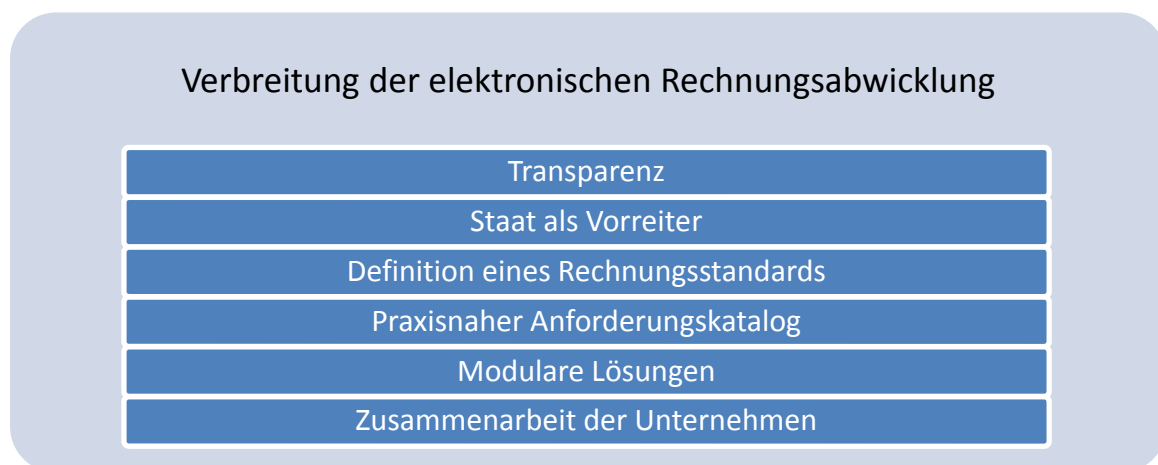 Verbreitung der elektronischen Rechnungsabwicklung
Transparenz
Staat als Vorreiter
Definition eines Rechnungsstandards
Praxisnaher Anforderungskatalog
Modulare Lösungen
Zusammenarbeit der Unternehmen